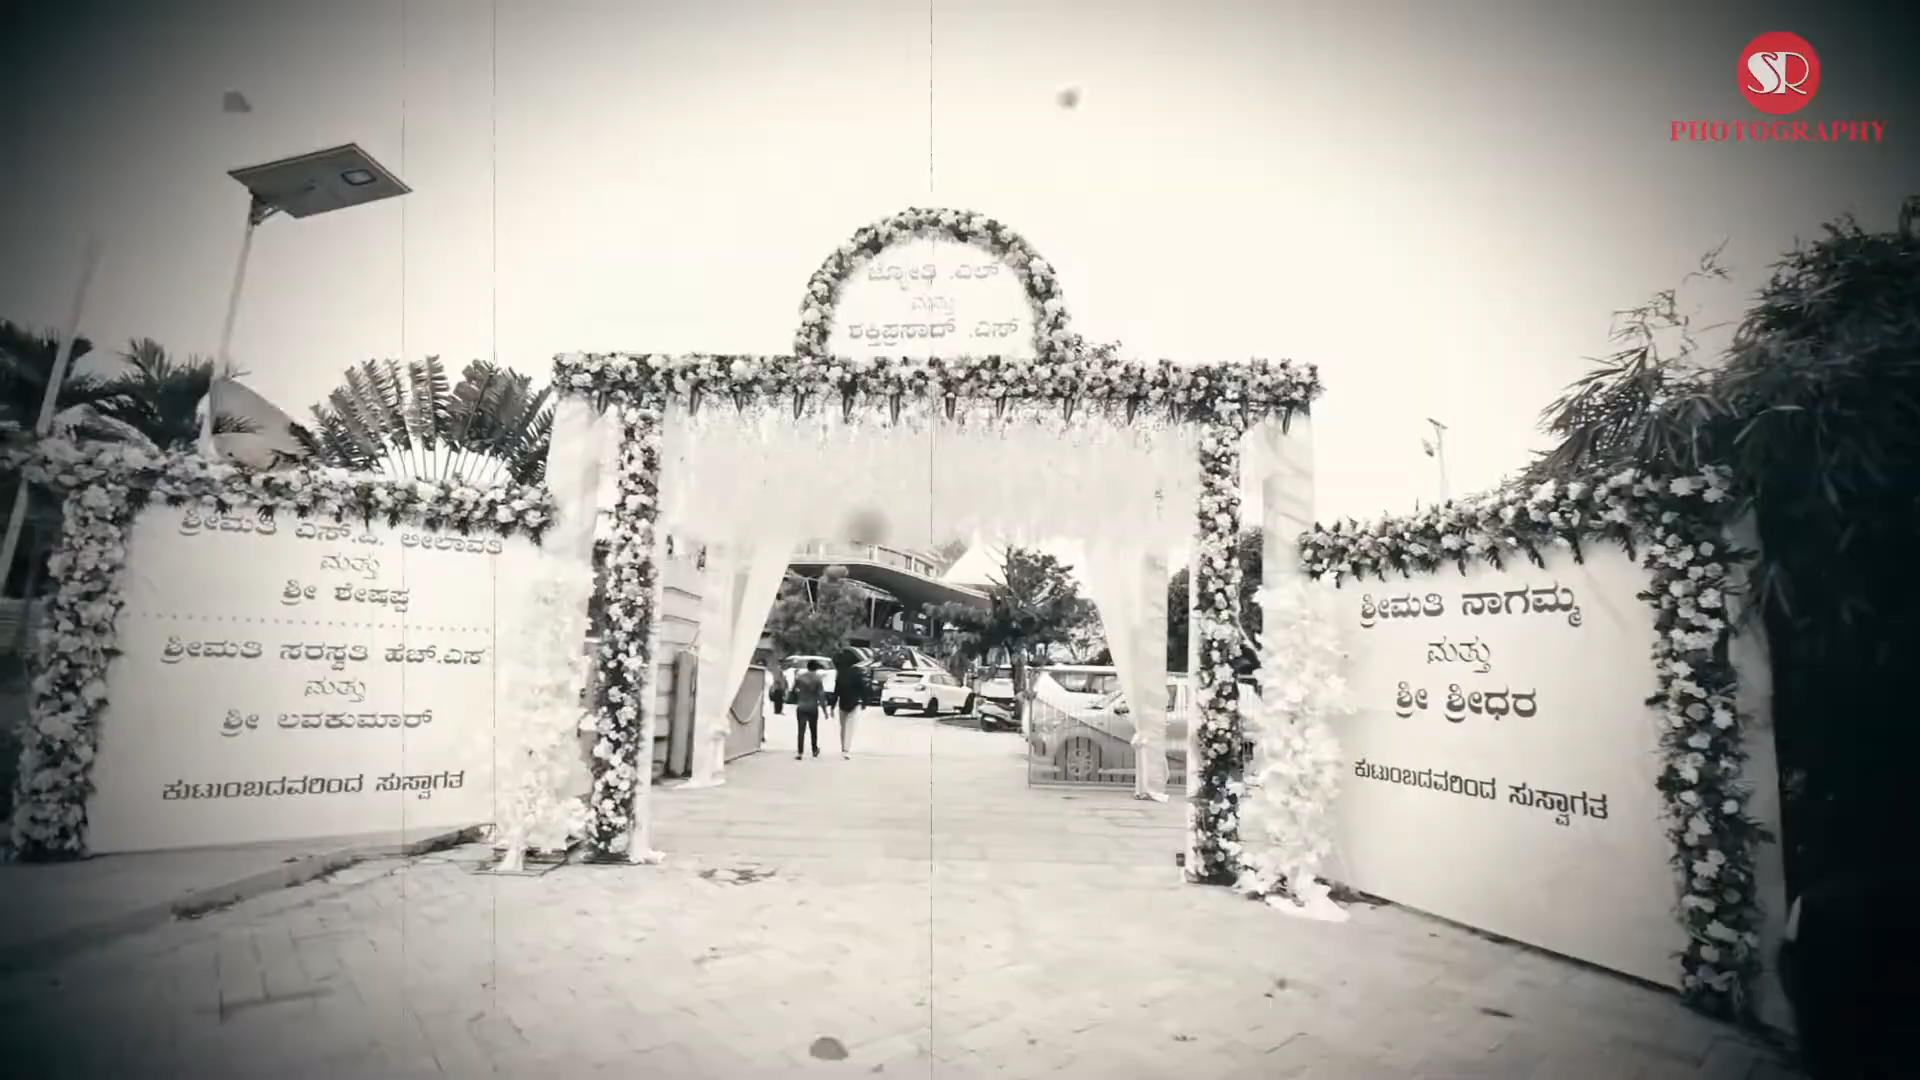 SR
PHOTOGRAPHY
ಜ್ಯೋತಿ .ಎಲ್
ಮತ್ತು
ಶಕ್ತಿಪ್ರಸಾದ್ .ಎಸ್
ಶ್ರೀಮತಿ ಎಸ್.ವಿ. ಲೀಲಾವತಿ
ಮತ್ತು
ಶ್ರೀ ಶೇಷಪ್ಪ
ಶ್ರೀಮತಿ ಸರಸ್ವತಿ ಹೆಚ್.ಎಸ್
ಮತ್ತು
ಶ್ರೀ ಲವಕುಮಾರ್
ಕುಟುಂಬದವರಿಂದ ಸುಸ್ವಾಗತ
ಶ್ರೀಮತಿ ನಾಗಮ್ಮ
ಮತ್ತು
ಶ್ರೀ ಶ್ರೀಧರ
ಕುಟುಂಬದವರಿಂದ ಸುಸ್ವಾಗತ